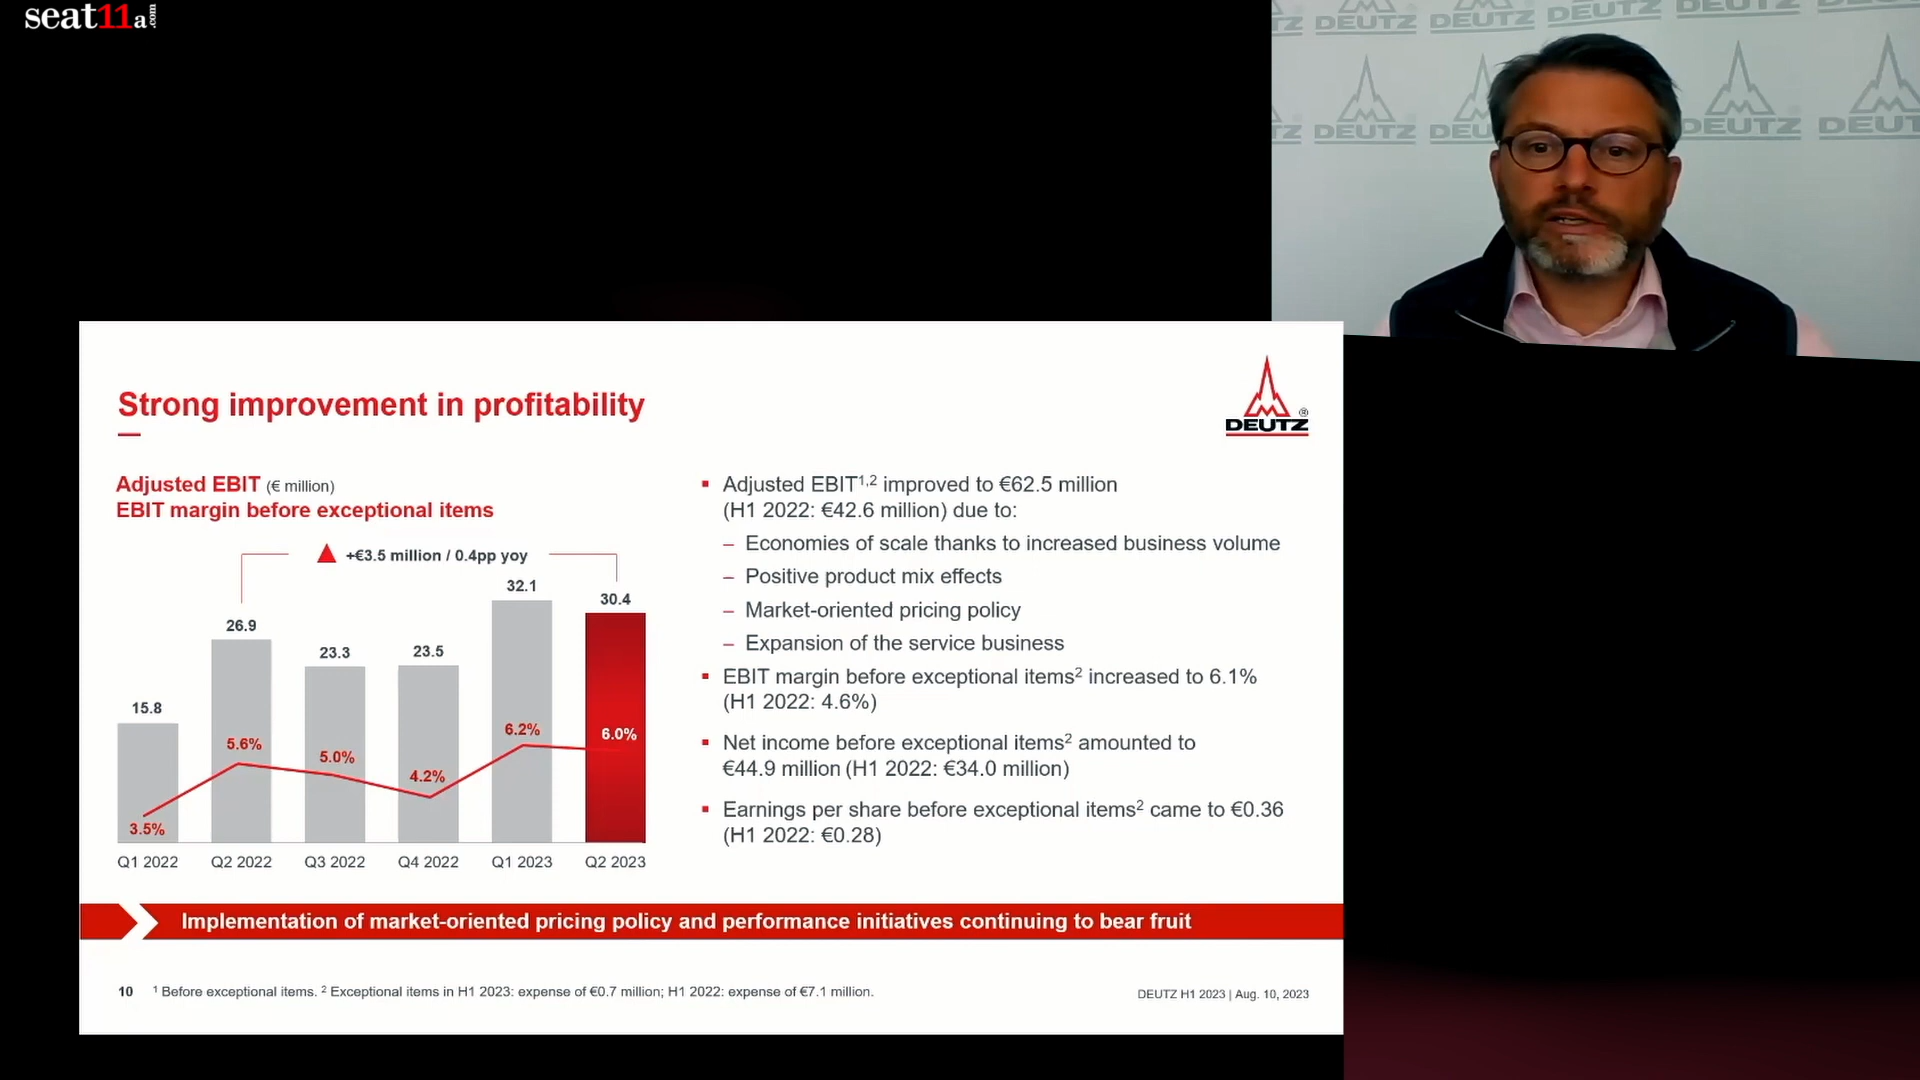 seat11a.com
DEUTZ DEUTZ DEUTZ DEUTZ
DEUTZ DEUTZ DEUTZ
Strong improvement in profitability
DEUTZ ®
Adjusted EBIT (€ million)
EBIT margin before exceptional items
+€3.5 million / 0.4pp yoy
15.8
26.9
23.3
23.5
32.1
30.4
3.5%
5.6%
5.0%
4.2%
6.2%
6.0%
Q1 2022 Q2 2022 Q3 2022 Q4 2022 Q1 2023 Q2 2023
▪ Adjusted EBIT¹,² improved to €62.5 million
(H1 2022: €42.6 million) due to:
– Economies of scale thanks to increased business volume
– Positive product mix effects
– Market-oriented pricing policy
– Expansion of the service business
▪ EBIT margin before exceptional items² increased to 6.1%
(H1 2022: 4.6%)
▪ Net income before exceptional items² amounted to
€44.9 million (H1 2022: €34.0 million)
▪ Earnings per share before exceptional items² came to €0.36
(H1 2022: €0.28)
Implementation of market-oriented pricing policy and performance initiatives continuing to bear fruit
10 ¹ Before exceptional items. ² Exceptional items in H1 2023: expense of €0.7 million; H1 2022: expense of €7.1 million.
DEUTZ H1 2023 | Aug. 10, 2023